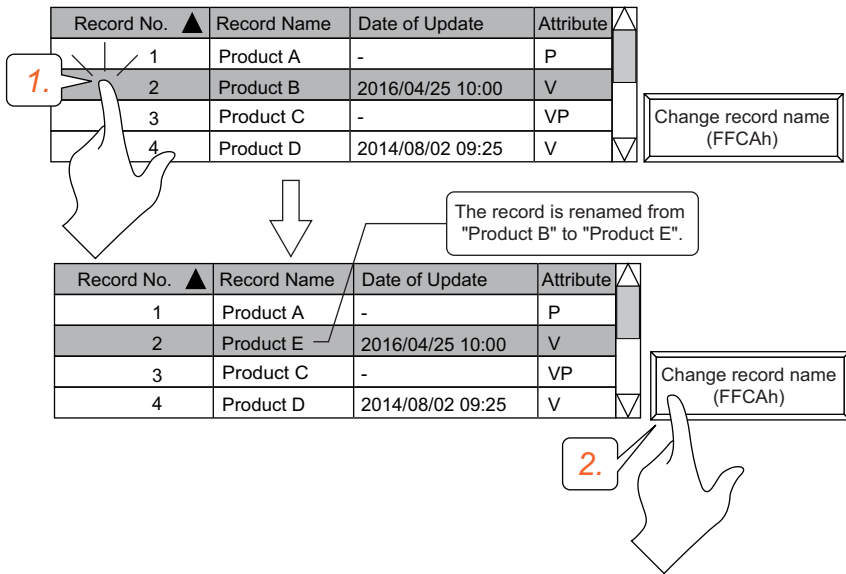 Record No. ▲ Record Name Date of Update Attribute
1 Product A - P
2 Product B 2016/04/25 10:00 V
3 Product C - VP
4 Product D 2014/08/02 09:25 V
1.
Change record name
(FFCAh)
The record is renamed from
"Product B" to "Product E".
Record No. ▲ Record Name Date of Update Attribute
1 Product A - P
2 Product E 2016/04/25 10:00 V
3 Product C - VP
4 Product D 2014/08/02 09:25 V
Change record name
(FFCAh)
2.